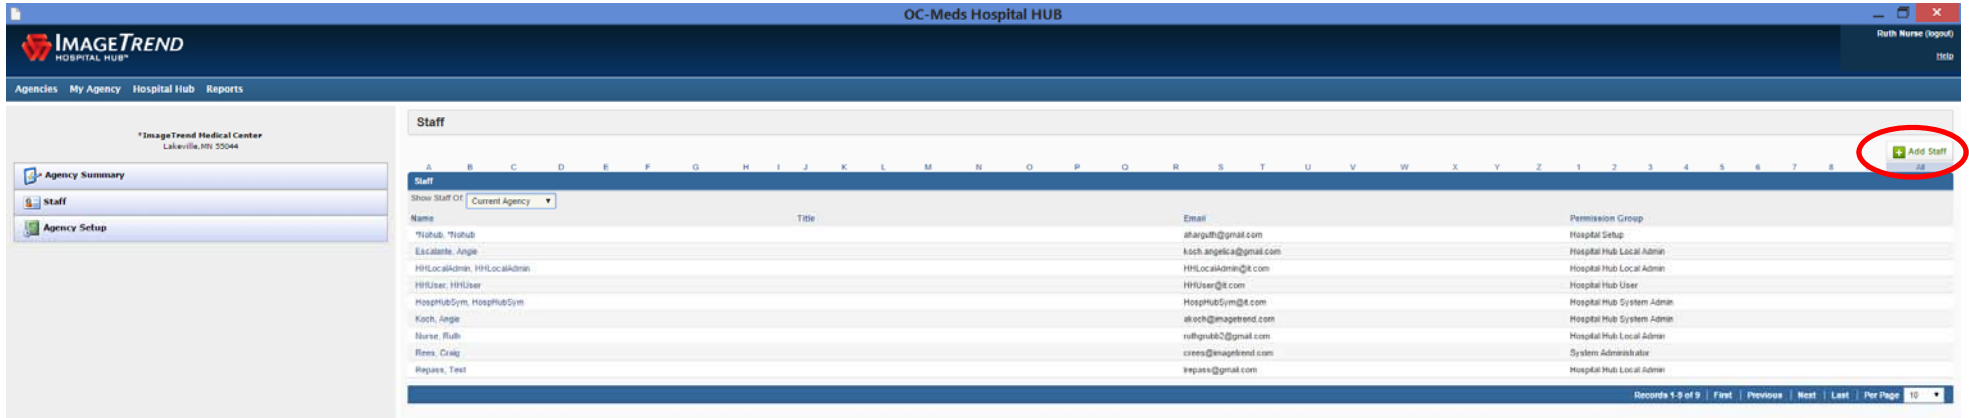 OC-Meds Hospital HUB
IMAGETREND
HOSPITAL HUB™
Ruth Nurse (logout)
Help
Agencies My Agency Hospital Hub Reports
*ImageTrend Medical Center
Lakeville, MN 55044
Agency Summary
Staff
Agency Setup
Staff
Add Staff
A B C D E F G H I J K L M N O P Q R S T U V W X Y Z 1 2 3 4 5 6 7 8 All
Staff
Show Staff Of: Current Agency
Name Title Email Permission Group
*Nohub, *Nohub aharguth@gmail.com Hospital Setup
Escalante, Angie koch.angelica@gmail.com Hospital Hub Local Admin
HHLocalAdmin, HHLocalAdmin HHLocalAdmin@it.com Hospital Hub Local Admin
HHUser, HHUser HHUser@it.com Hospital Hub User
HospHubSym, HospHubSym HospHubSym@it.com Hospital Hub System Admin
Koch, Angie akoch@imagetrend.com Hospital Hub System Admin
Nurse, Ruth ruthgrubb2@gmail.com Hospital Hub Local Admin
Rees, Craig crees@imagetrend.com System Administrator
Repass, Test trepass@gmail.com Hospital Hub Local Admin
Records 1-9 of 9 | First | Previous | Next | Last | Per Page 10